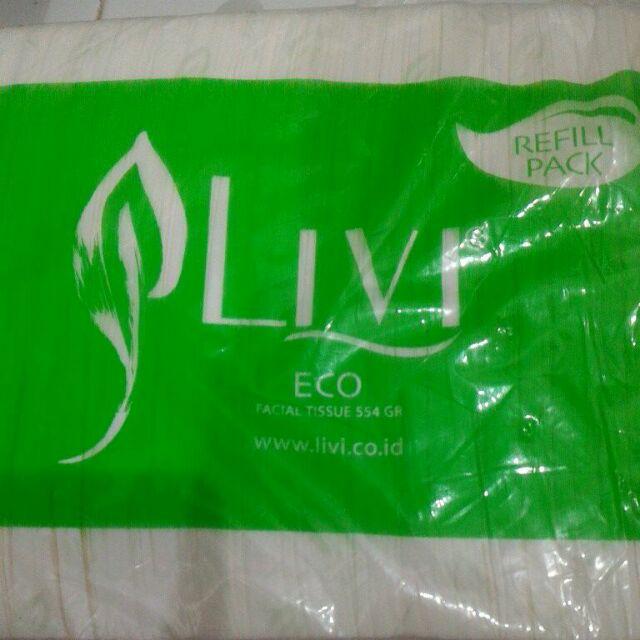 REFILL
PACK
LIVI
ECO
FACIAL TISSUE 554 GR
www.livi.co.id